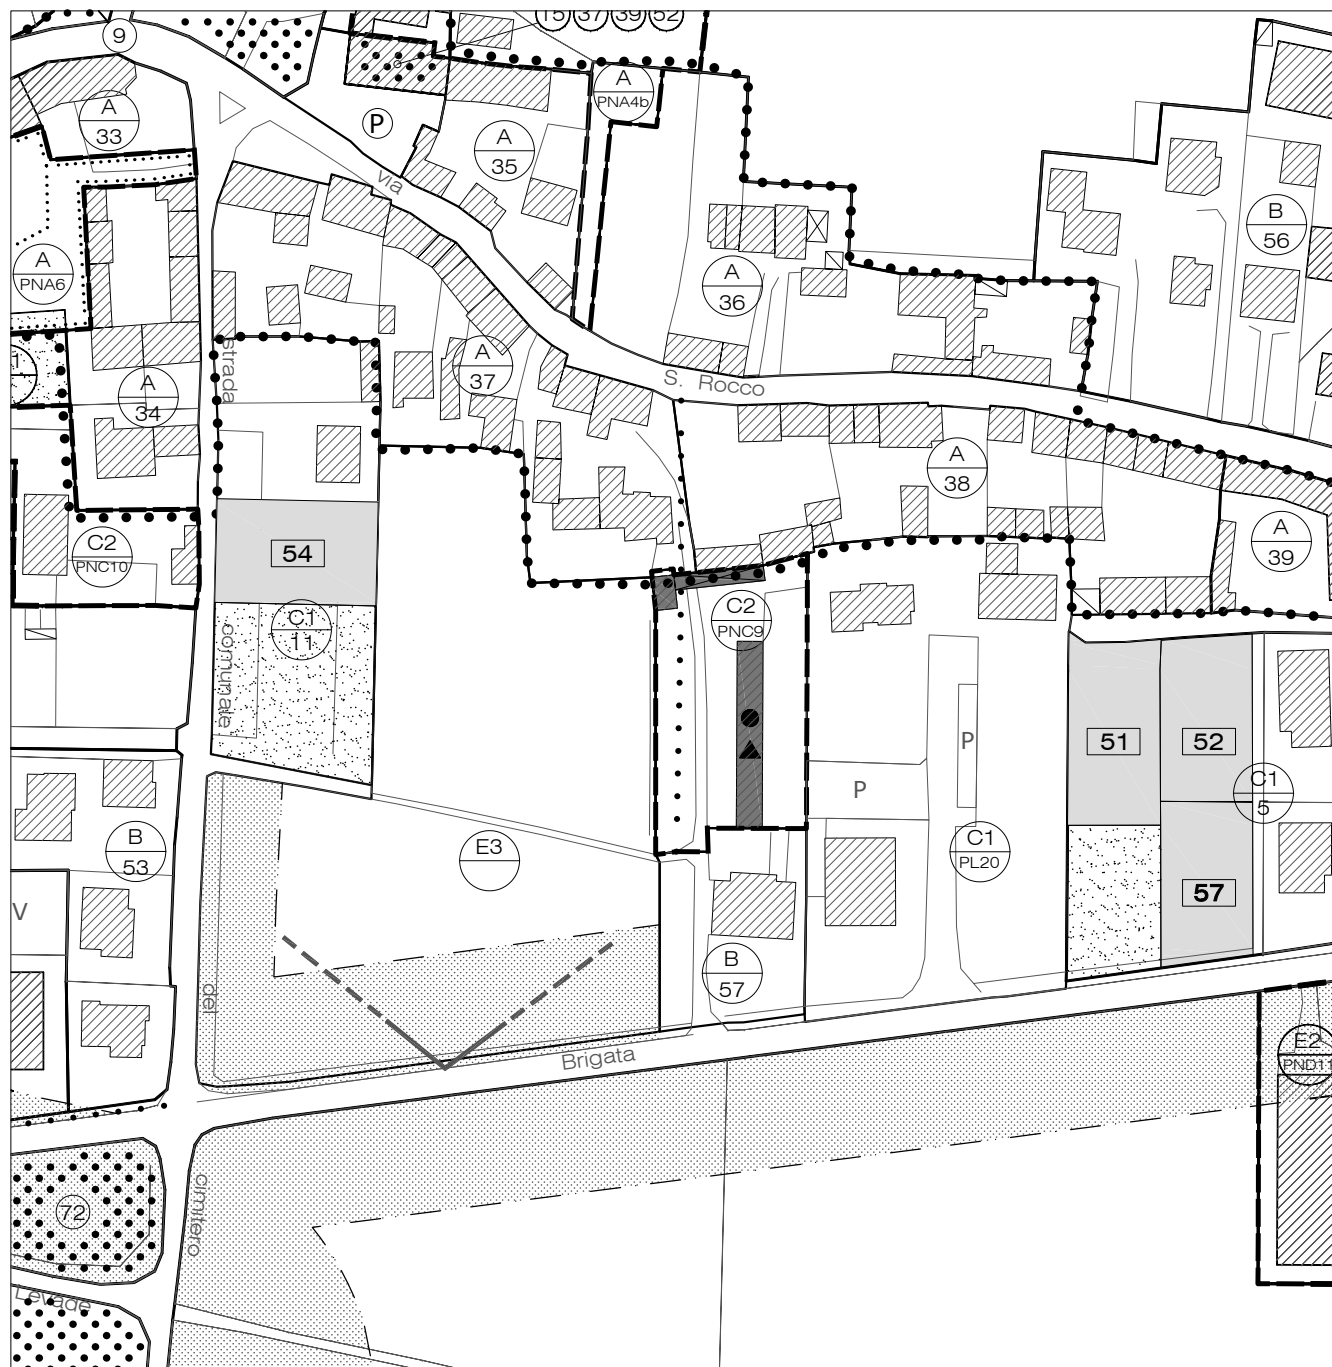 9
15 37 39 52
A
PNA4b
A
33
P
A
35
via
B
56
A
PNA6
A
36
1
strada
A
37
A
34
S. Rocco
A
38
54
C2
PNC10
A
39
C1
11
C2
PNC9
comunale
51
52
P
P
C1
5
B
53
E3
C1
PL20
57
V
B
57
del
Brigata
E2
PND11
cimitero
72
Levade